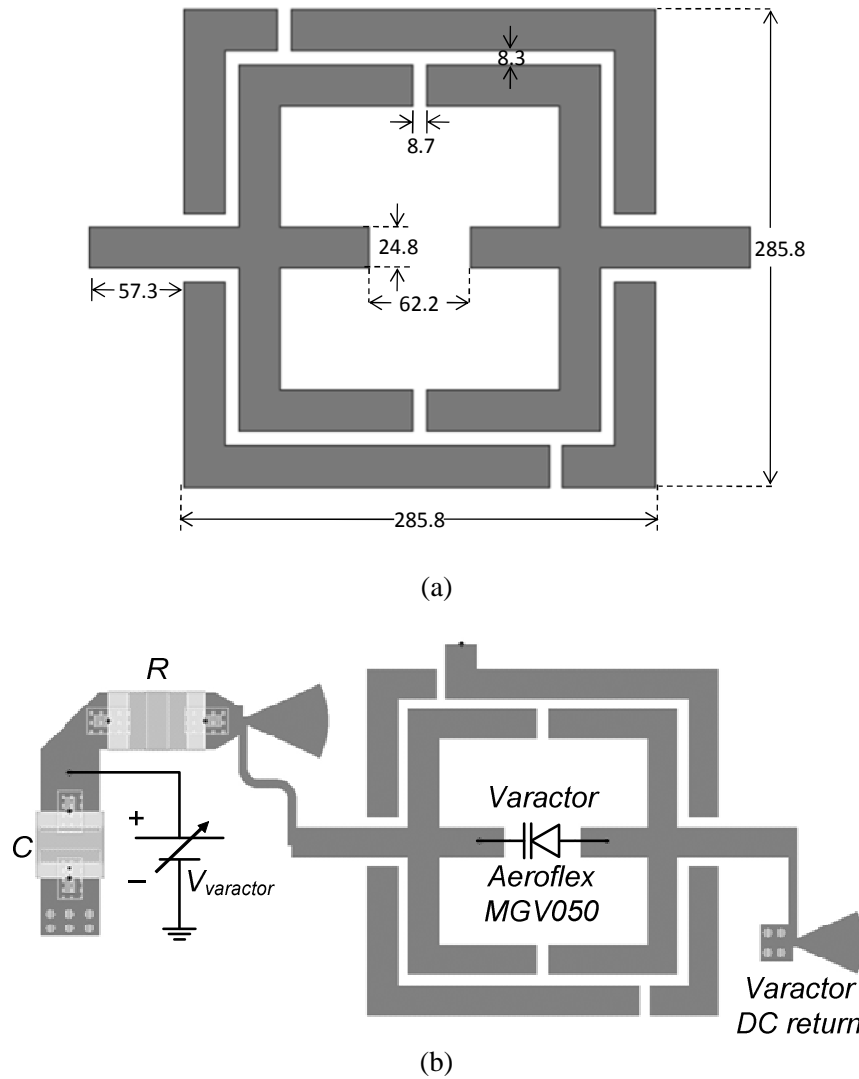 8.3
8.7
24.8
285.8
57.3
62.2
285.8
(a)
R
Varactor
+
C
Aeroflex
MGV050
–
Vvaractor
Varactor
DC return
(b)